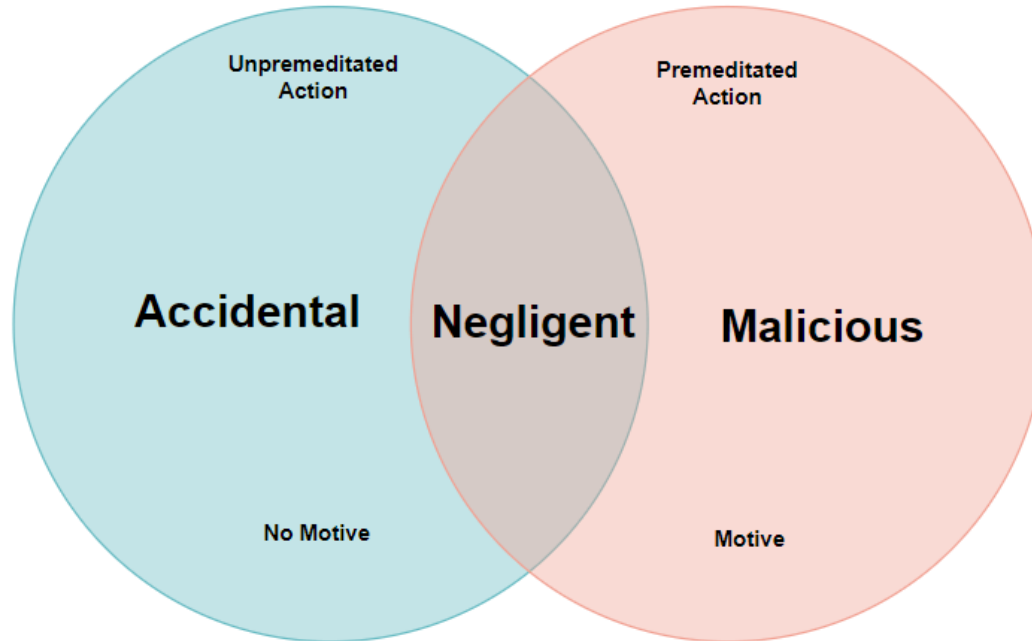 Unpremeditated
Action
Premeditated
Action
Accidental
Negligent
Malicious
No Motive
Motive